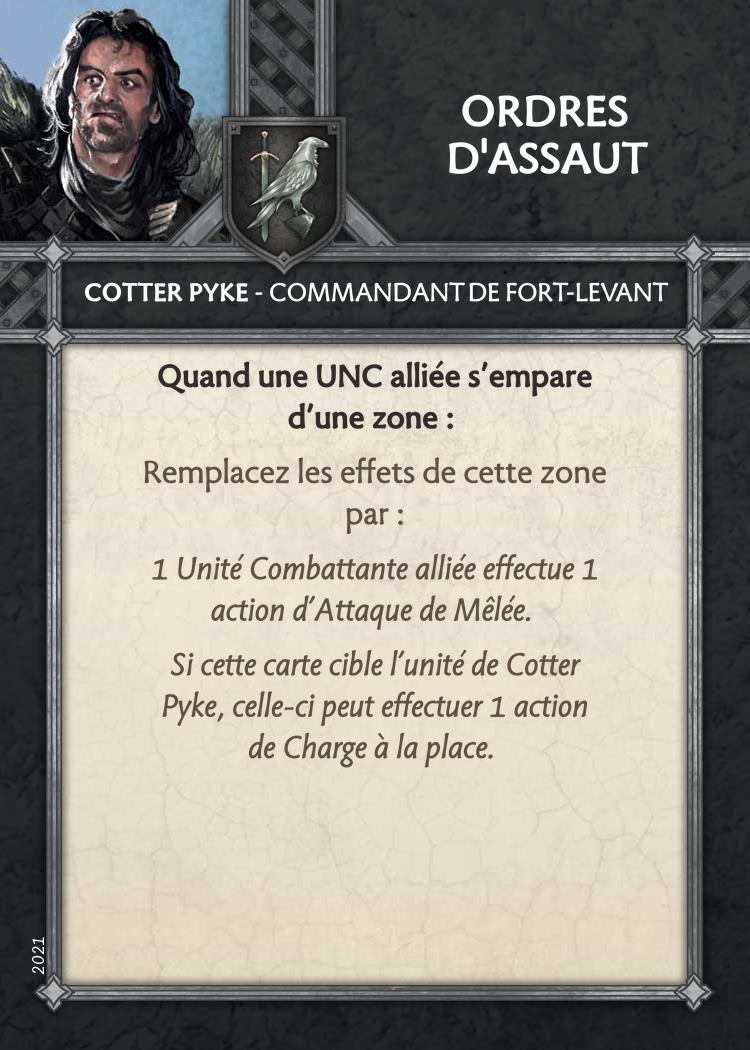 ORDRES
D'ASSAUT
COTTER PYKE - COMMANDANT DE FORT-LEVANT
Quand une UNC alliée s’empare
d’une zone :
Remplacez les effets de cette zone
par :
1 Unité Combattante alliée effectue 1
action d’Attaque de Mêlée.
Si cette carte cible l’unité de Cotter
Pyke, celle-ci peut effectuer 1 action
de Charge à la place.
2021